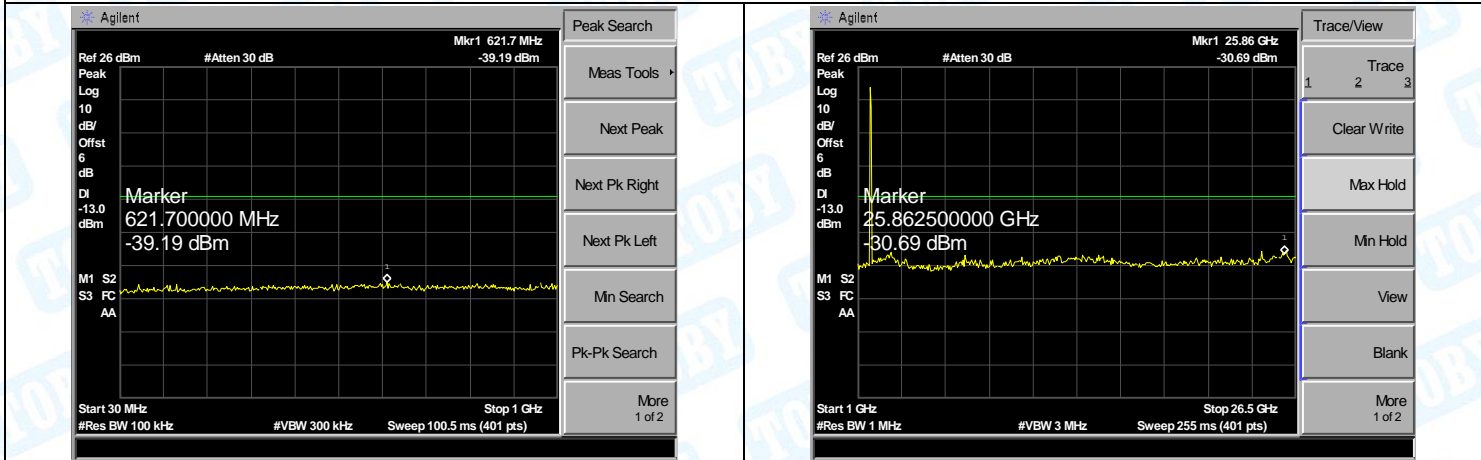 Agilent
Peak Search
Mkr1 621.7 MHz
Ref 26 dBm #Atten 30 dB -39.19 dBm
Peak
Log
10
dB/
Offst
6
dB
DI
-13.0
dBm
Marker
621.700000 MHz
-39.19 dBm
1
M1 S2
S3 FC
AA
Start 30 MHz Stop 1 GHz
#Res BW 100 kHz #VBW 300 kHz Sweep 100.5 ms (401 pts)
Meas Tools
Next Peak
Next Pk Right
Next Pk Left
Min Search
Pk-Pk Search
More
1 of 2
Agilent
Trace/View
Mkr1 25.86 GHz
Ref 26 dBm #Atten 30 dB -30.69 dBm
Peak
Log
10
dB/
Offst
6
dB
DI
-13.0
dBm
Marker
25.862500000 GHz
-30.69 dBm
1
M1 S2
S3 FC
AA
Start 1 GHz Stop 26.5 GHz
#Res BW 1 MHz #VBW 3 MHz Sweep 255 ms (401 pts)
Trace
1 2 3
Clear Write
Max Hold
Min Hold
View
Blank
More
1 of 2
TOBY